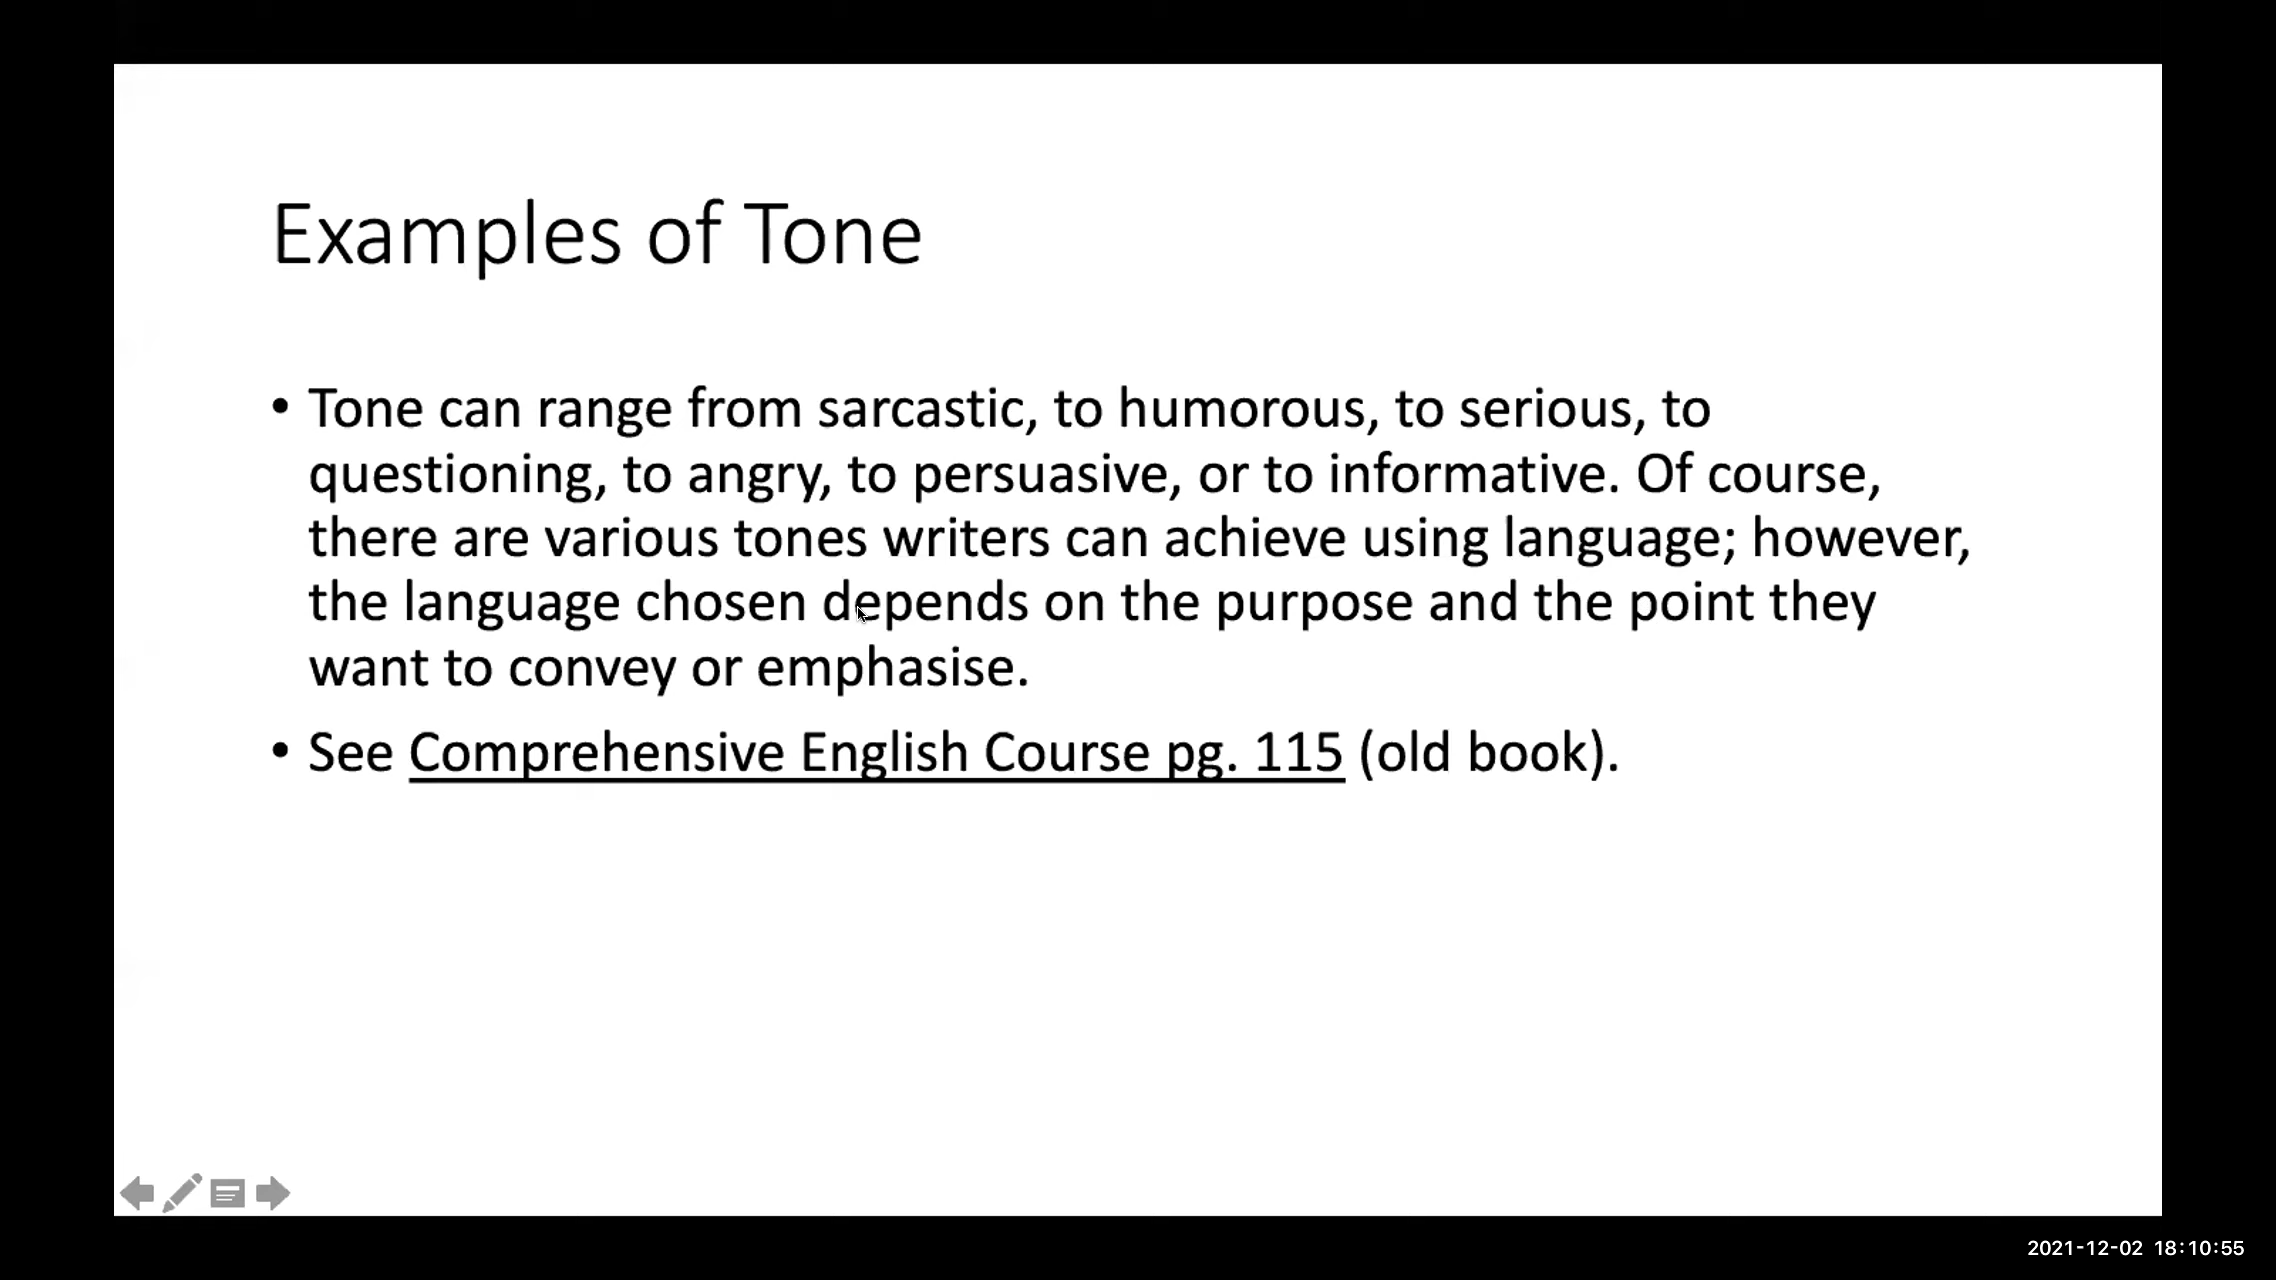 Examples of Tone
• Tone can range from sarcastic, to humorous, to serious, to
questioning, to angry, to persuasive, or to informative. Of course,
there are various tones writers can achieve using language; however,
the language chosen depends on the purpose and the point they
want to convey or emphasise.
• See Comprehensive English Course pg. 115 (old book).
2021-12-02 18:10:55